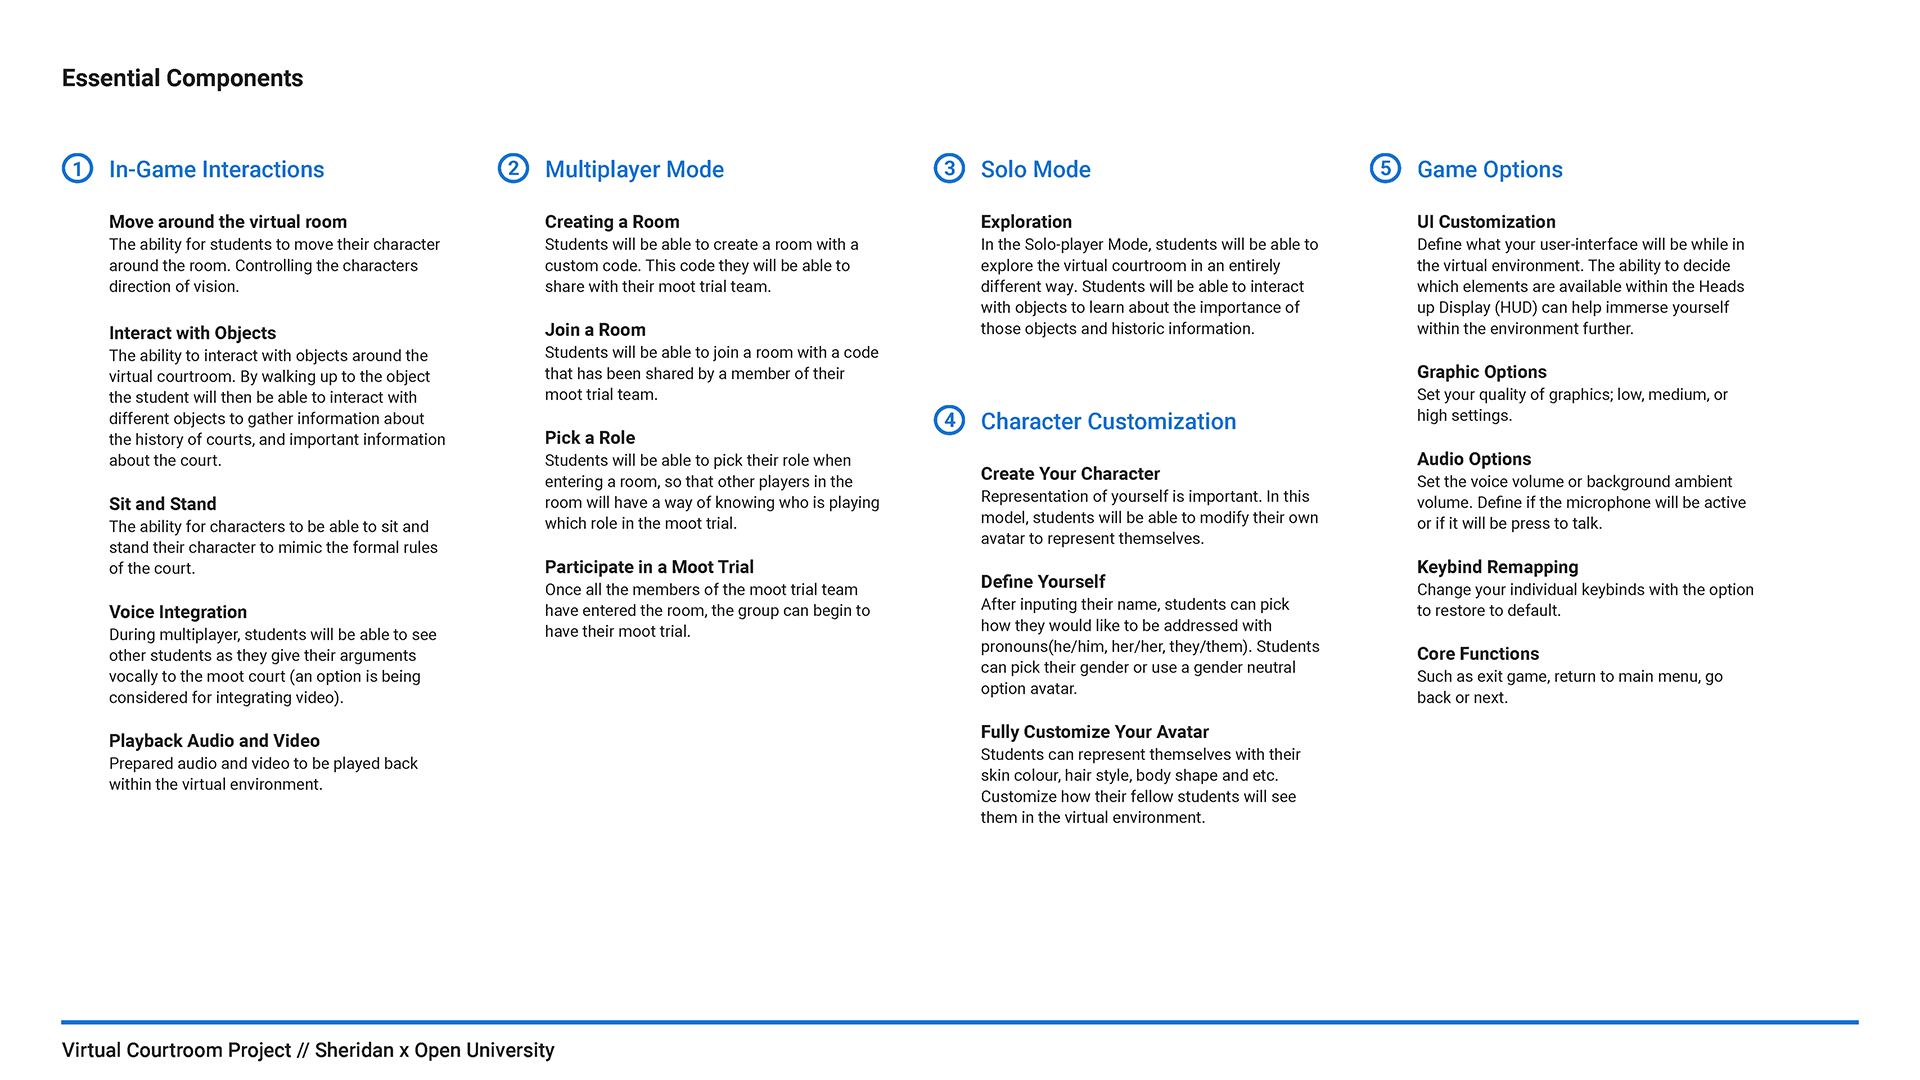 Essential Components
1 In-Game Interactions
Move around the virtual room
The ability for students to move their character
around the room. Controlling the characters
direction of vision.
Interact with Objects
The ability to interact with objects around the
virtual courtroom. By walking up to the object
the student will then be able to interact with
different objects to gather information about
the history of courts, and important information
about the court.
Sit and Stand
The ability for characters to be able to sit and
stand their character to mimic the formal rules
of the court.
Voice Integration
During multiplayer, students will be able to see
other students as they give their arguments
vocally to the moot court (an option is being
considered for integrating video).
Playback Audio and Video
Prepared audio and video to be played back
within the virtual environment.
2 Multiplayer Mode
Creating a Room
Students will be able to create a room with a
custom code. This code they will be able to
share with their moot trial team.
Join a Room
Students will be able to join a room with a code
that has been shared by a member of their
moot trial team.
Pick a Role
Students will be able to pick their role when
entering a room, so that other players in the
room will have a way of knowing who is playing
which role in the moot trial.
Participate in a Moot Trial
Once all the members of the moot trial team
have entered the room, the group can begin to
have their moot trial.
3 Solo Mode
Exploration
In the Solo-player Mode, students will be able to
explore the virtual courtroom in an entirely
different way. Students will be able to interact
with objects to learn about the importance of
those objects and historic information.
4 Character Customization
Create Your Character
Representation of yourself is important. In this
model, students will be able to modify their own
avatar to represent themselves.
Define Yourself
After inputing their name, students can pick
how they would like to be addressed with
pronouns(he/him, her/her, they/them). Students
can pick their gender or use a gender neutral
option avatar.
Fully Customize Your Avatar
Students can represent themselves with their
skin colour, hair style, body shape and etc.
Customize how their fellow students will see
them in the virtual environment.
5 Game Options
UI Customization
Define what your user-interface will be while in
the virtual environment. The ability to decide
which elements are available within the Heads
up Display (HUD) can help immerse yourself
within the environment further.
Graphic Options
Set your quality of graphics; low, medium, or
high settings.
Audio Options
Set the voice volume or background ambient
volume. Define if the microphone will be active
or if it will be press to talk.
Keybind Remapping
Change your individual keybinds with the option
to restore to default.
Core Functions
Such as exit game, return to main menu, go
back or next.
Virtual Courtroom Project // Sheridan x Open University